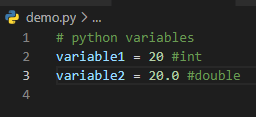 demo.py > ...
1 # python variables
2 variable1 = 20 #int
3 variable2 = 20.0 #double
4